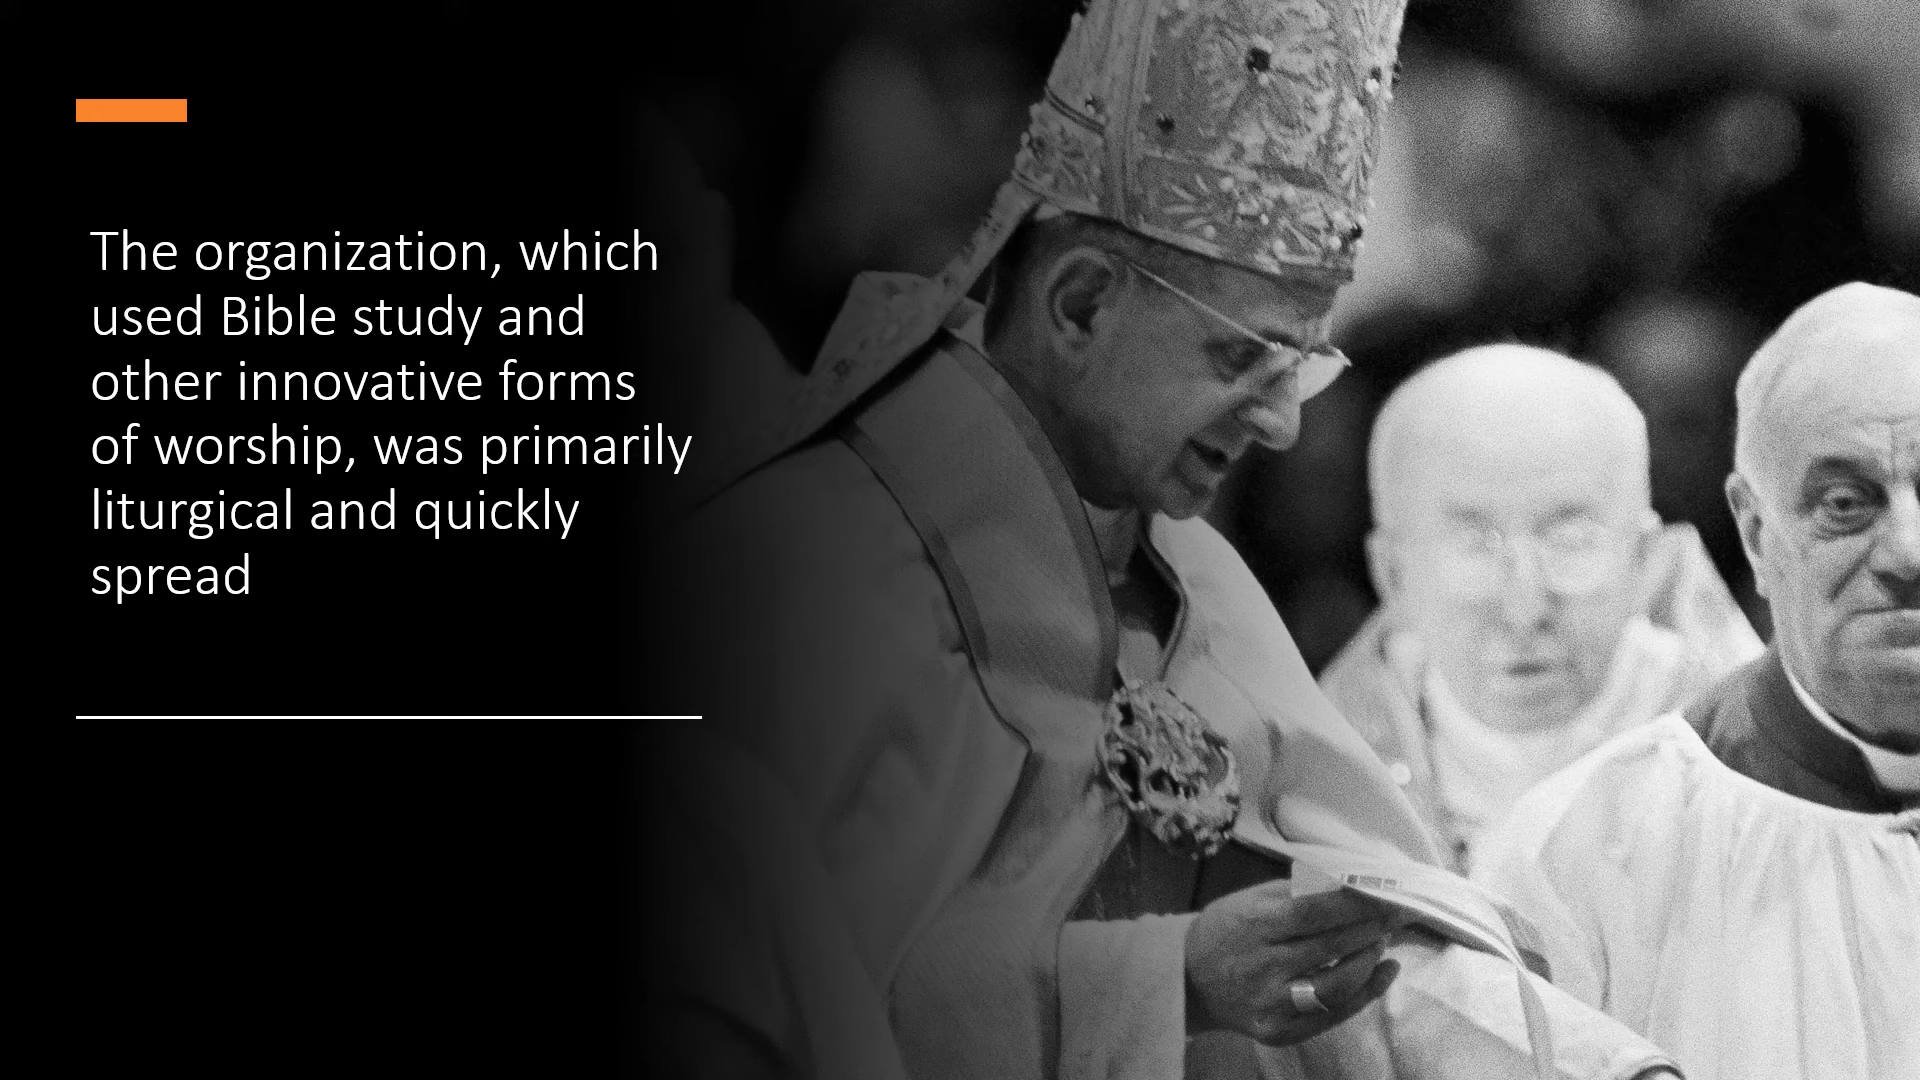 The organization, which
used Bible study and
other innovative forms
of worship, was primarily
liturgical and quickly
spread